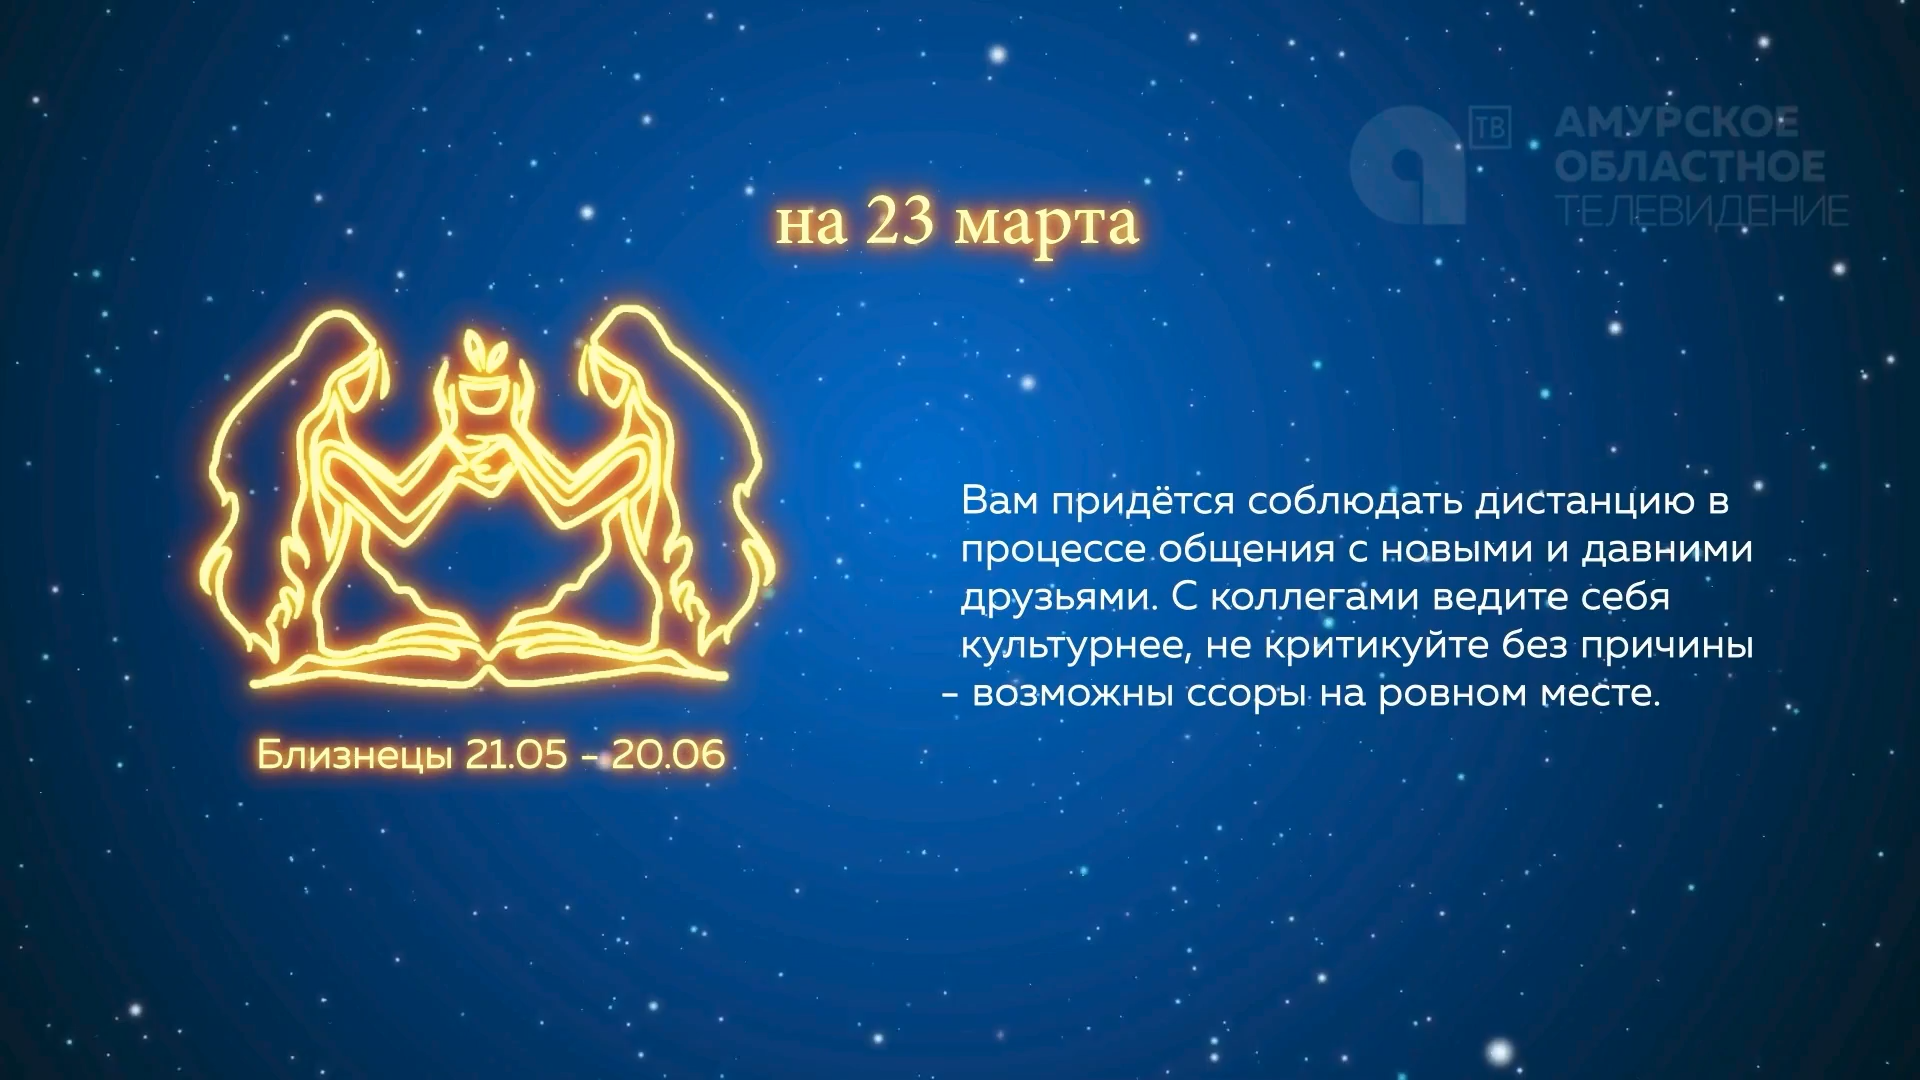 ТВ
АМУРСКОЕ
ОБЛАСТНОЕ
ТЕЛЕВИДЕНИЕ
на 23 марта
Вам придётся соблюдать дистанцию в
процессе общения с новыми и давними
друзьями. С коллегами ведите себя
культурнее, не критикуйте без причины
- возможны ссоры на ровном месте.
Близнецы 21.05 - 20.06